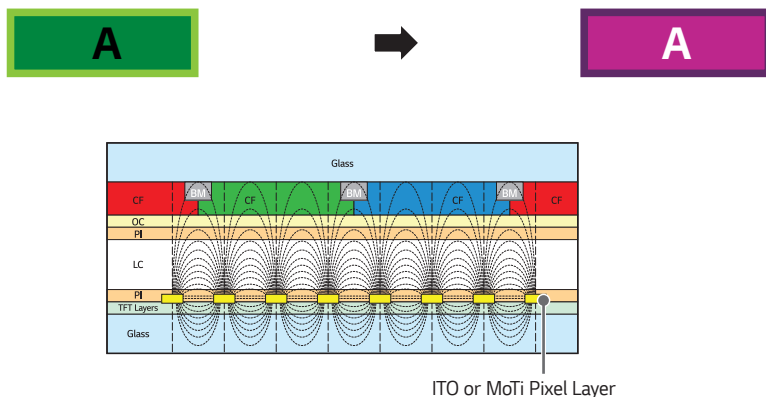 A A
Glass
BM BM BM
CF CF CF CF
OC
PI
LC
PI
TFT Layers
Glass
ITO or MoTi Pixel Layer